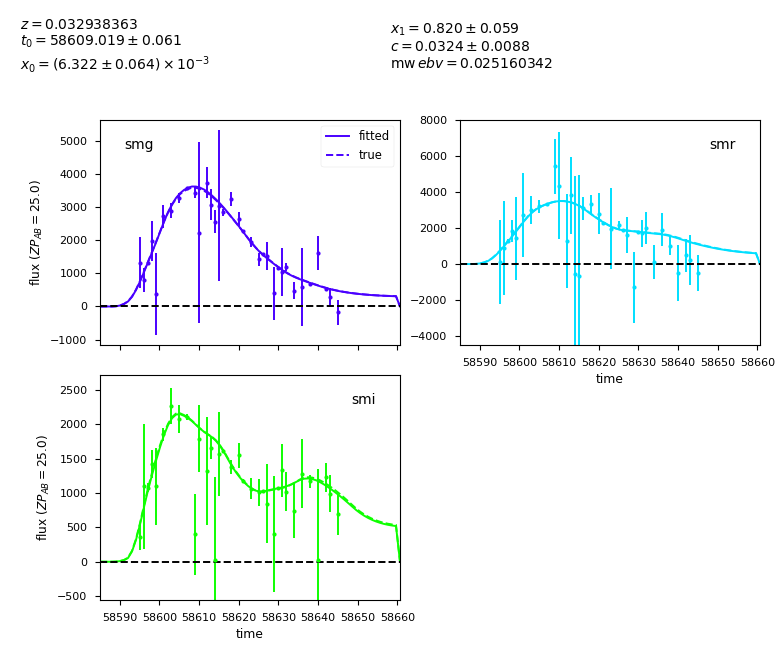 z = 0.032938363
t₀ = 58609.019 ± 0.061
x₀ = (6.322 ± 0.064) × 10⁻³
x₁ = 0.820 ± 0.059
c = 0.0324 ± 0.0088
mw ebv = 0.025160342
smg
fitted
true
5000
4000
3000
2000
1000
0
−1000
flux (ZP_AB = 25.0)
smr
8000
6000
4000
2000
0
−2000
−4000
58590 58600 58610 58620 58630 58640 58650 58660
time
smi
2500
2000
1500
1000
500
0
−500
flux (ZP_AB = 25.0)
58590 58600 58610 58620 58630 58640 58650 58660
time